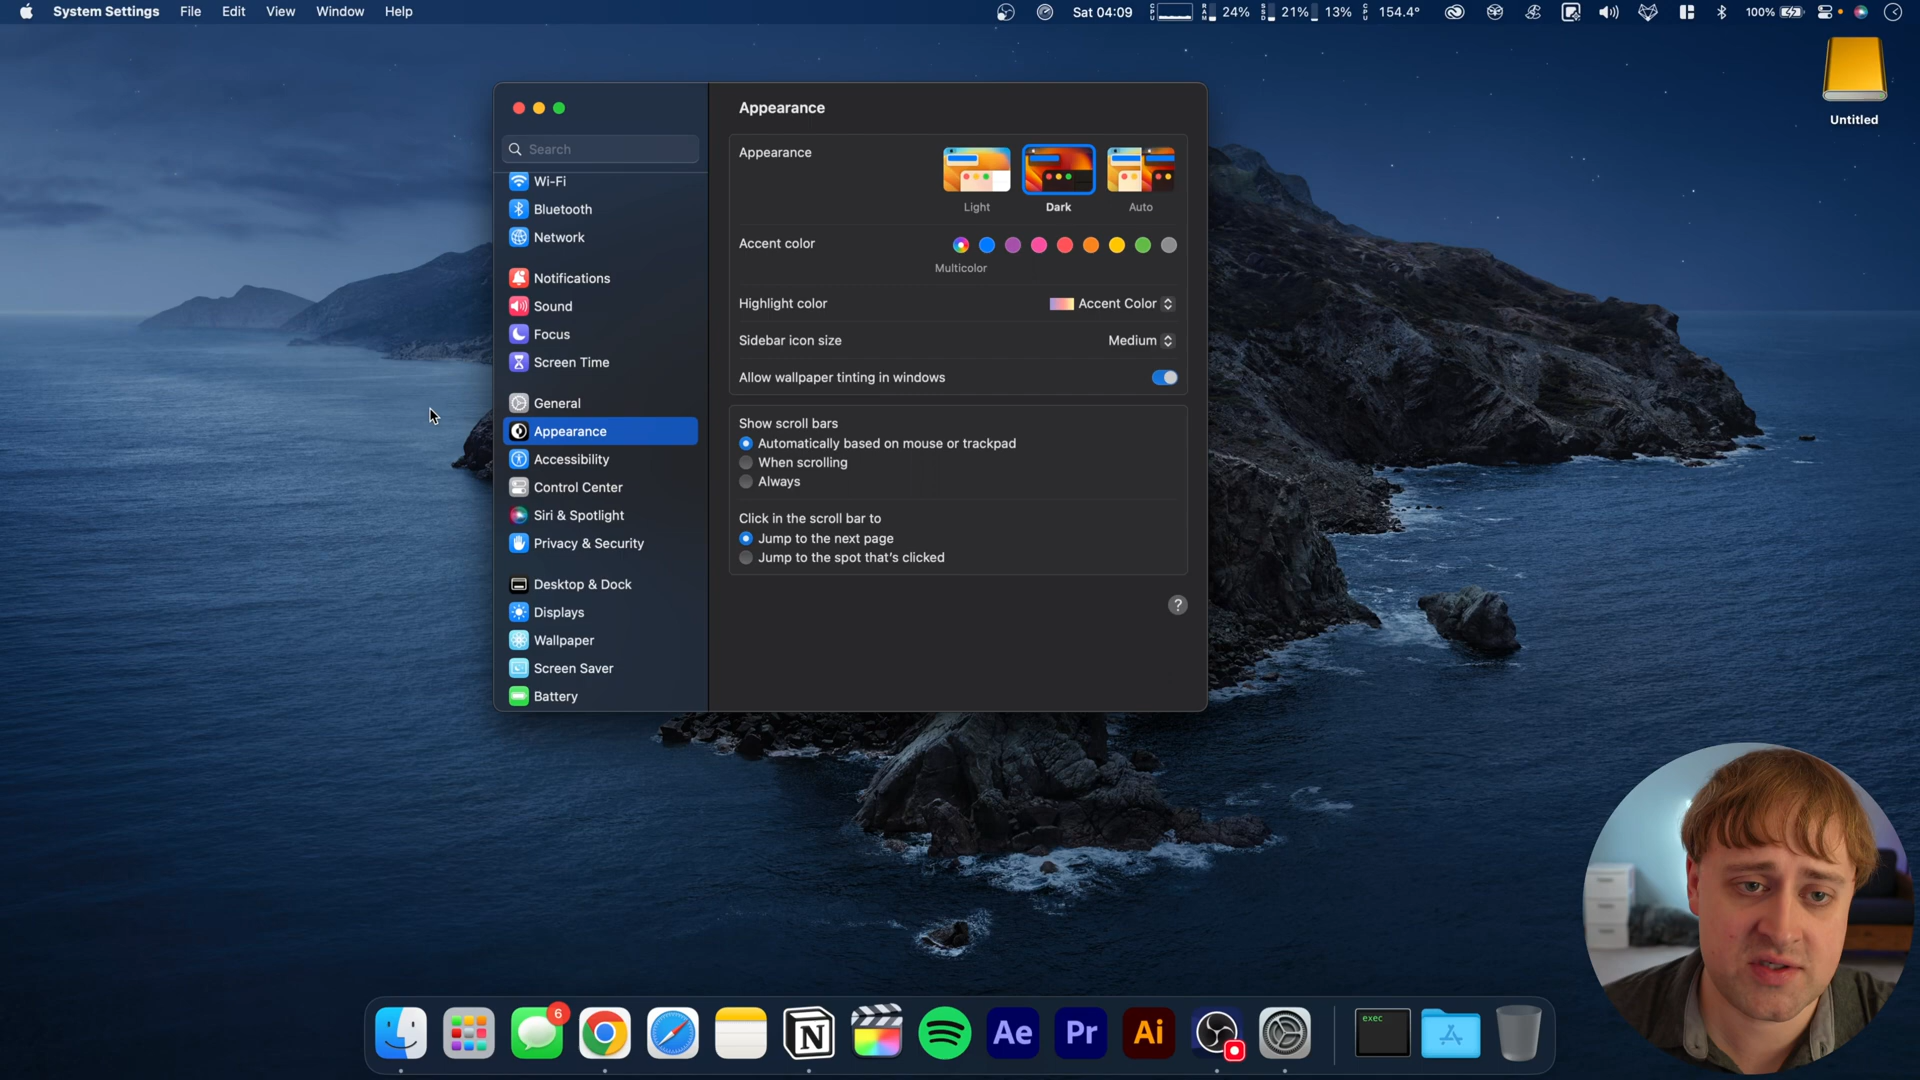 System Settings File Edit View Window Help
Sat 04:09 24% 21% 13% 154.4° 100%
Untitled
Search
Wi-Fi
Bluetooth
Network
Notifications
Sound
Focus
Screen Time
General
Appearance
Accessibility
Control Center
Siri & Spotlight
Privacy & Security
Desktop & Dock
Displays
Wallpaper
Screen Saver
Battery
Appearance
Appearance
Light Dark Auto
Accent color
Multicolor
Highlight color Accent Color
Sidebar icon size Medium
Allow wallpaper tinting in windows
Show scroll bars
Automatically based on mouse or trackpad
When scrolling
Always
Click in the scroll bar to
Jump to the next page
Jump to the spot that's clicked
?
6
N
Ae
Pr
Ai
exec